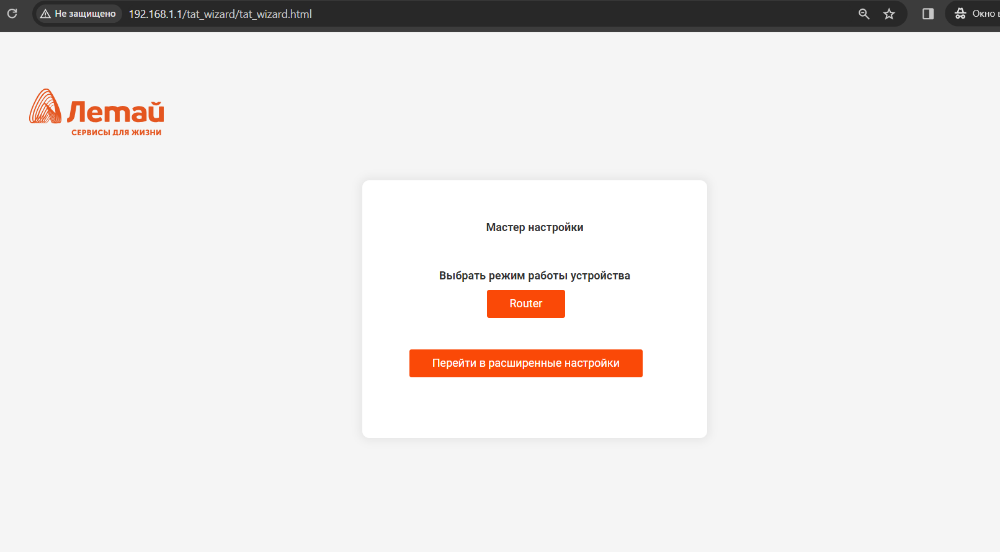 Не защищено
192.168.1.1/tat_wizard/tat_wizard.html
Окно
Летай
СЕРВИСЫ ДЛЯ ЖИЗНИ
Мастер настройки
Выбрать режим работы устройства
Router
Перейти в расширенные настройки